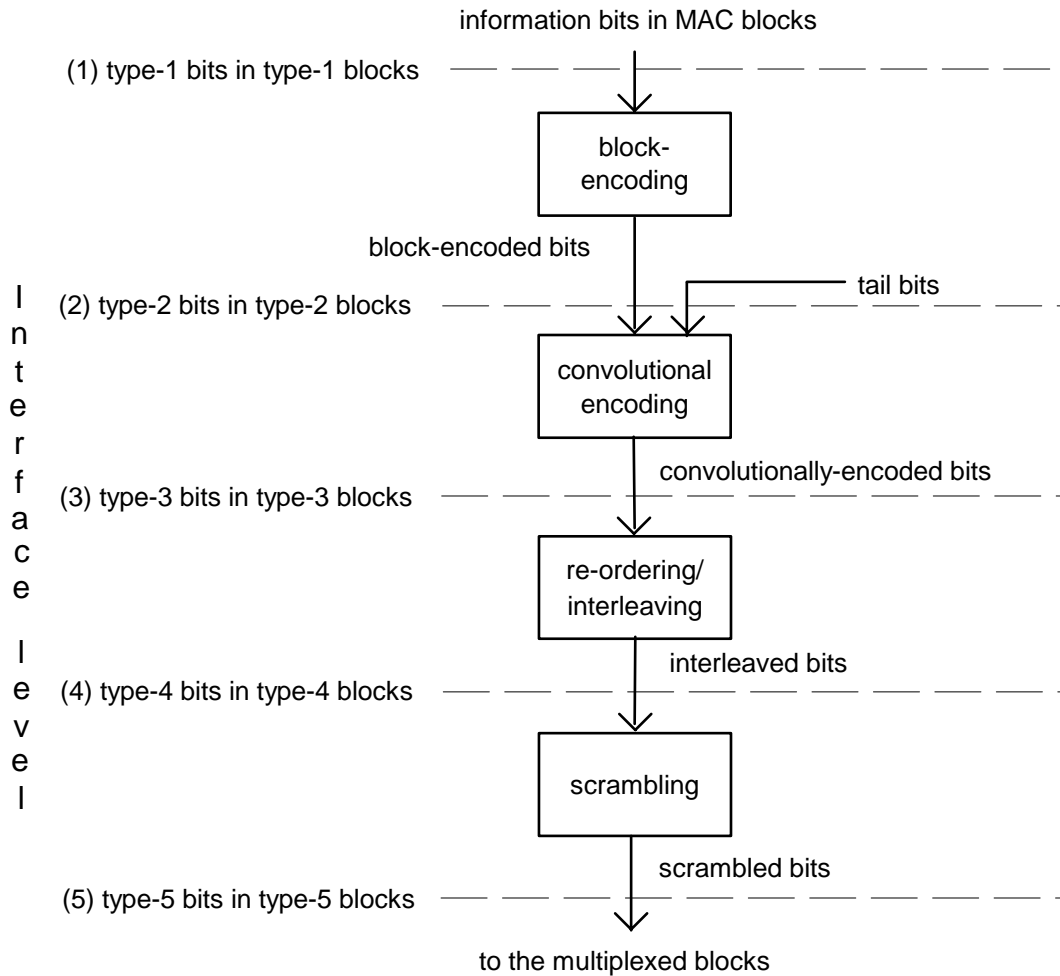 information bits in MAC blocks
(1) type-1 bits in type-1 blocks
block-
encoding
block-encoded bits
tail bits
(2) type-2 bits in type-2 blocks
convolutional
encoding
convolutionally-encoded bits
(3) type-3 bits in type-3 blocks
re-ordering/
interleaving
interleaved bits
(4) type-4 bits in type-4 blocks
scrambling
scrambled bits
(5) type-5 bits in type-5 blocks
to the multiplexed blocks
Interface level